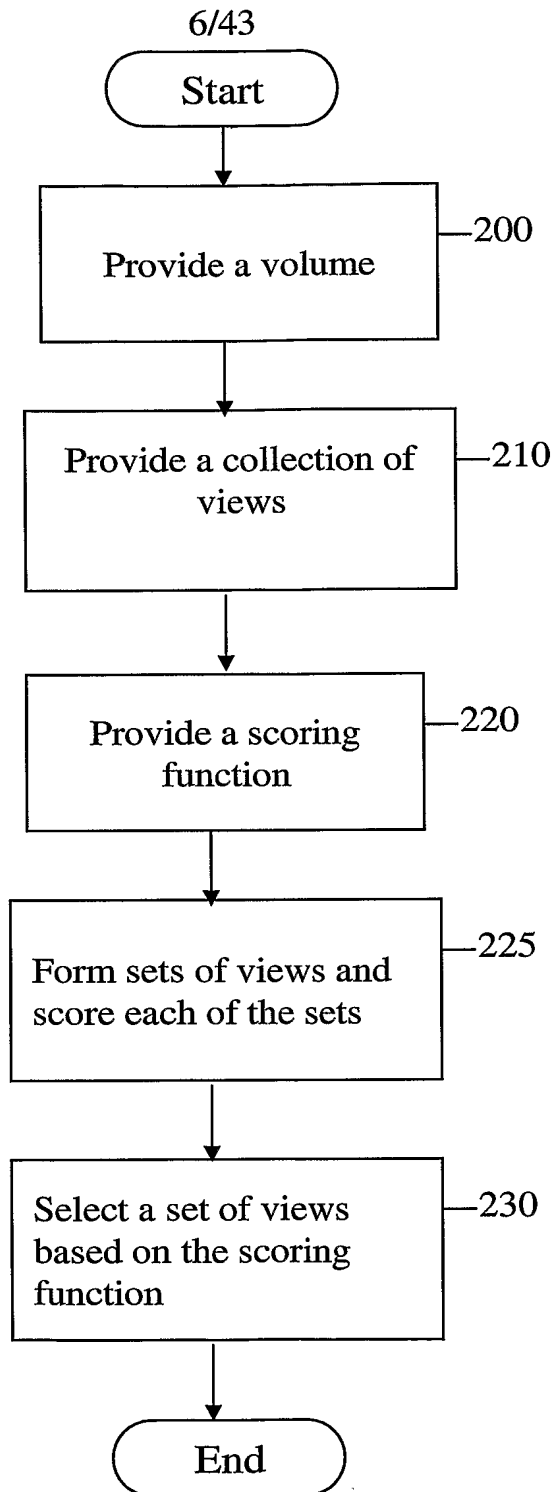 6/43
Start
200
Provide a volume
210
Provide a collection of
views
220
Provide a scoring
function
225
Form sets of views and
score each of the sets
230
Select a set of views
based on the scoring
function
End